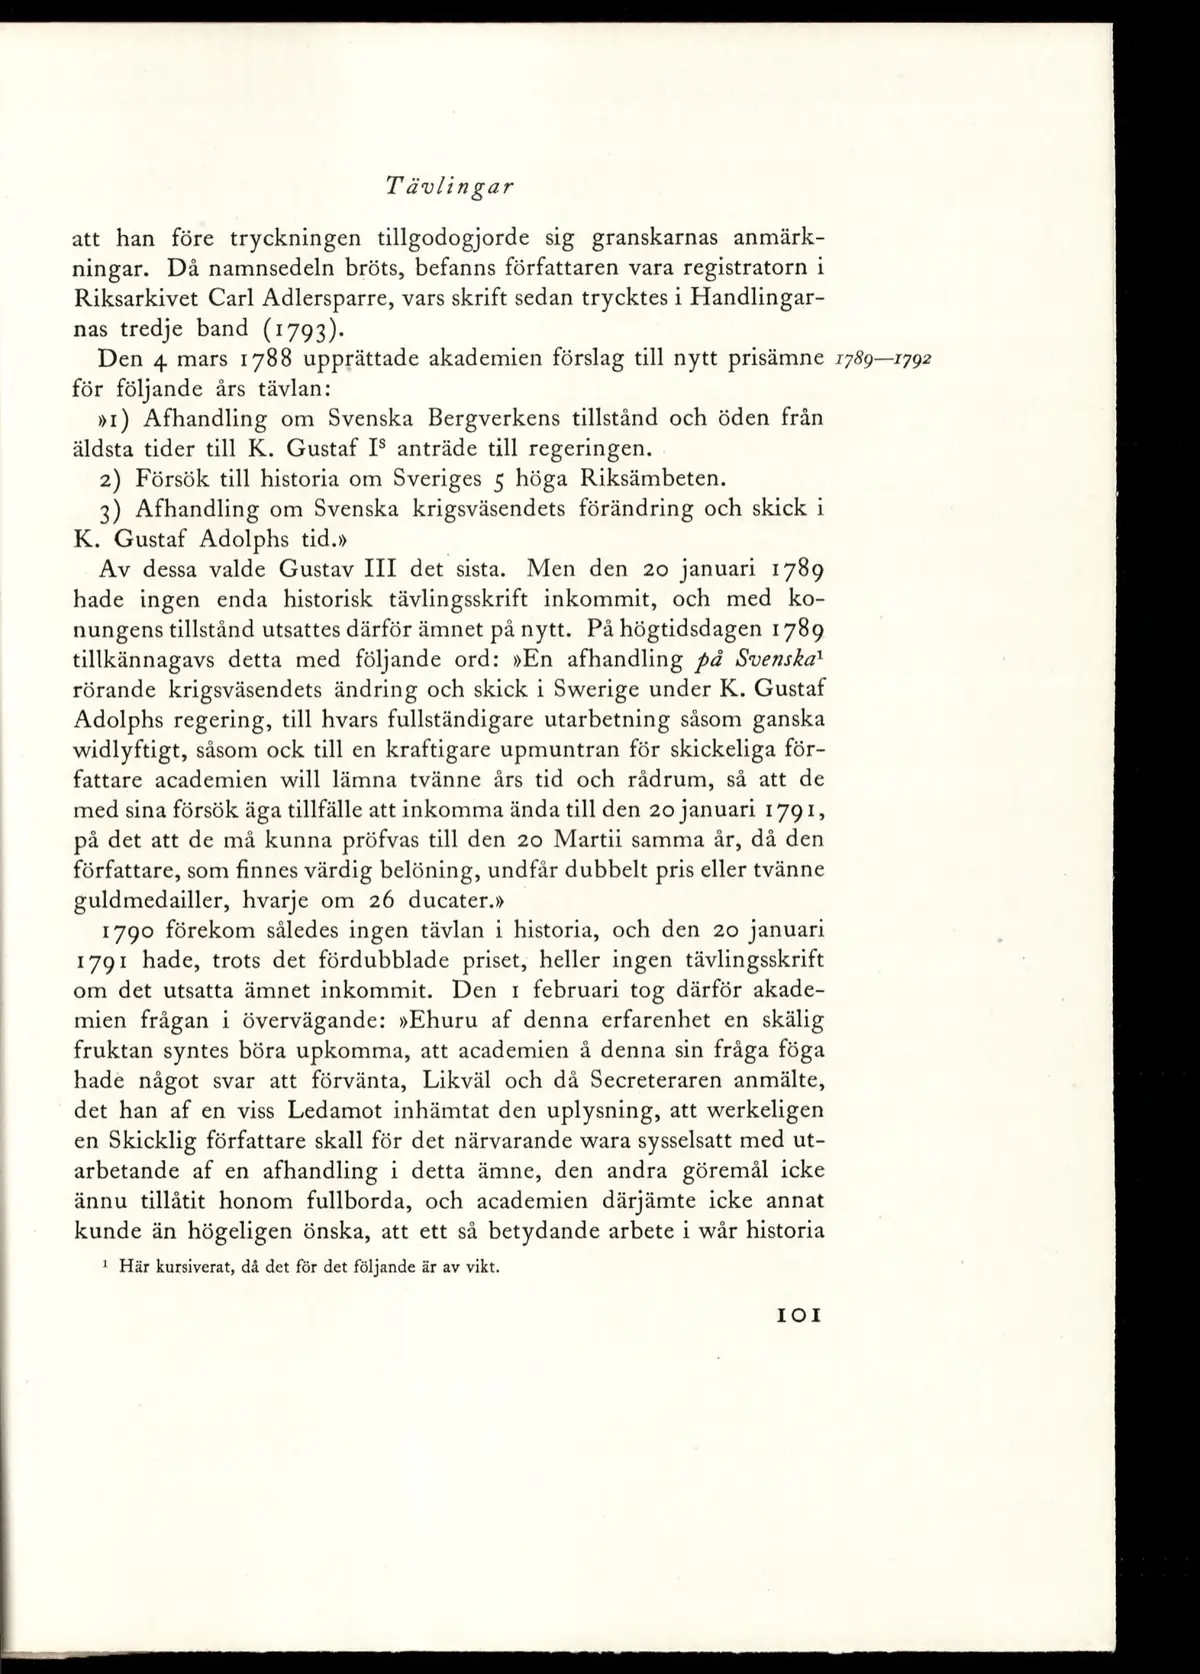 Tävlingar
att han före tryckningen tillgodogjorde sig granskarnas anmärk-
ningar. Då namnsedeln bröts, befanns författaren vara registratorn i
Riksarkivet Carl Adlersparre, vars skrift sedan trycktes i Handlingar-
nas tredje band (1793).
Den 4 mars 1788 upprättade akademien förslag till nytt prisämne 1789—1792
för följande års tävlan:
»1) Afhandling om Svenska Bergverkens tillstånd och öden från
äldsta tider till K. Gustaf Iˢ anträde till regeringen.
2) Försök till historia om Sveriges 5 höga Riksämbeten.
3) Afhandling om Svenska krigsväsendets förändring och skick i
K. Gustaf Adolphs tid.»
Av dessa valde Gustav III det sista. Men den 20 januari 1789
hade ingen enda historisk tävlingsskrift inkommit, och med ko-
nungens tillstånd utsattes därför ämnet på nytt. På högtidsdagen 1789
tillkännagavs detta med följande ord: »En afhandling på Svenska¹
rörande krigsväsendets ändring och skick i Swerige under K. Gustaf
Adolphs regering, till hvars fullständigare utarbetning såsom ganska
widlyftigt, såsom ock till en kraftigare upmuntran för skickeliga för-
fattare academien will lämna tvänne års tid och rådrum, så att de
med sina försök äga tillfälle att inkomma ända till den 20 januari 1791,
på det att de må kunna pröfvas till den 20 Martii samma år, då den
författare, som finnes värdig belöning, undfår dubbelt pris eller tvänne
guldmedailler, hvarje om 26 ducater.»
1790 förekom således ingen tävlan i historia, och den 20 januari
1791 hade, trots det fördubblade priset, heller ingen tävlingsskrift
om det utsatta ämnet inkommit. Den 1 februari tog därför akade-
mien frågan i övervägande: »Ehuru af denna erfarenhet en skälig
fruktan syntes böra upkomma, att academien å denna sin fråga föga
hade något svar att förvänta, Likväl och då Secreteraren anmälte,
det han af en viss Ledamot inhämtat den uplysning, att werkeligen
en Skicklig författare skall för det närvarande wara sysselsatt med ut-
arbetande af en afhandling i detta ämne, den andra göremål icke
ännu tillåtit honom fullborda, och academien därjämte icke annat
kunde än högeligen önska, att ett så betydande arbete i wår historia
¹ Här kursiverat, då det för det följande är av vikt.
101